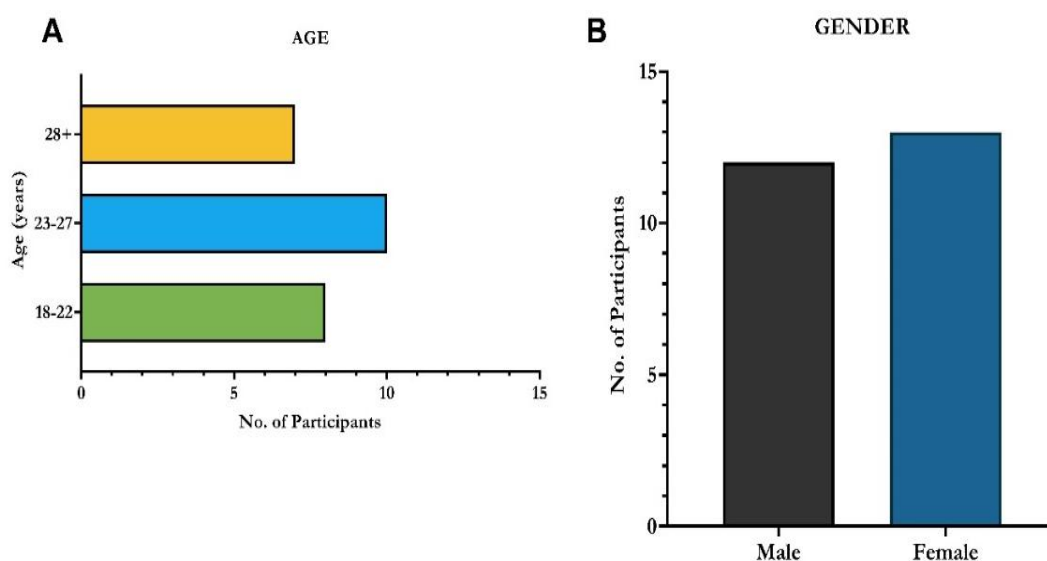 A
AGE
Age (years)
28+
23-27
18-22
0 5 10 15
No. of Participants
B
GENDER
No. of Participants
15
10
5
0
Male Female